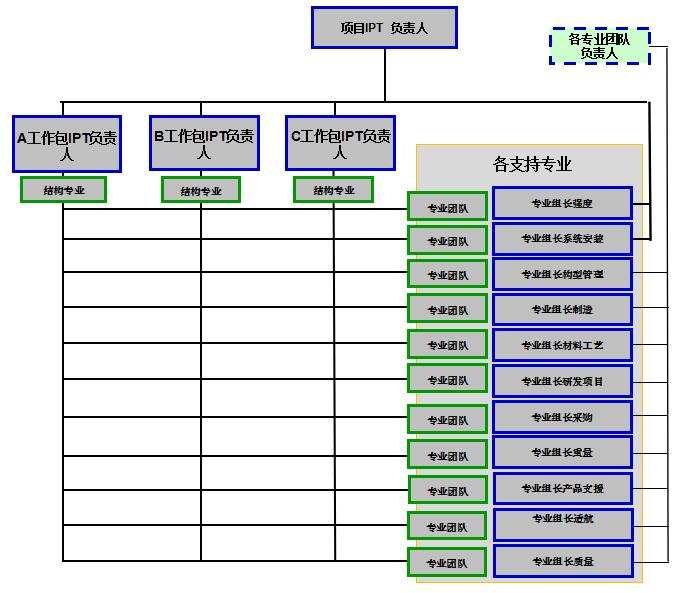 项目IPT 负责人
各专业团队
负责人
A工作包IPT负责
人
B工作包IPT负责
人
C工作包IPT负责
人
结构专业
结构专业
结构专业
各支持专业
专业团队
专业组长强度
专业团队
专业组长系统安装
专业团队
专业组长构型管理
专业团队
专业组长制造
专业团队
专业组长材料工艺
专业团队
专业组长研发项目
专业团队
专业组长采购
专业团队
专业组长质量
专业团队
专业组长产品支援
专业团队
专业组长适航
专业团队
专业组长质量